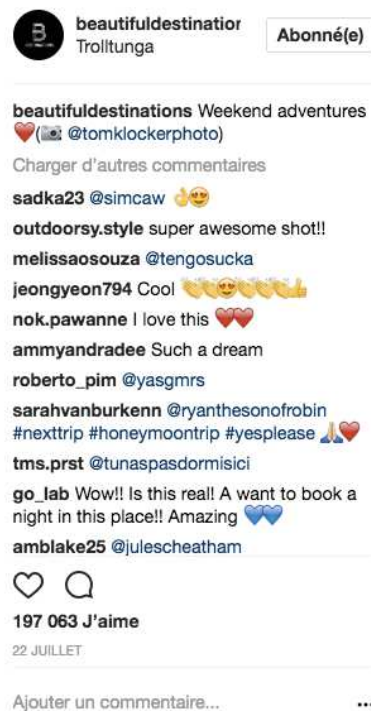 beautifuldestination
Abonné(e)
Trolltunga
beautifuldestinations Weekend adventures
❤️(📷 @tomklockerphoto)
Charger d'autres commentaires
sadka23 @simcaw 👌😍
outdoorsy.style super awesome shot!!
melissaosouza @tengosucka
jeongyeon794 Cool 👏👏😍👏👏👏👍
nok.pawanne I love this ❤️❤️
ammyandradee Such a dream
roberto_pim @yasgmrs
sarahvanburkenn @ryanthesonofrobin
#nexttrip #honeymoontrip #yesplease 🙏❤️
tms.prst @tunaspasdormisici
go_lab Wow!! Is this real! A want to book a
night in this place!! Amazing 💙💙
amblake25 @julescheatham
197 063 J'aime
22 JUILLET
Ajouter un commentaire...